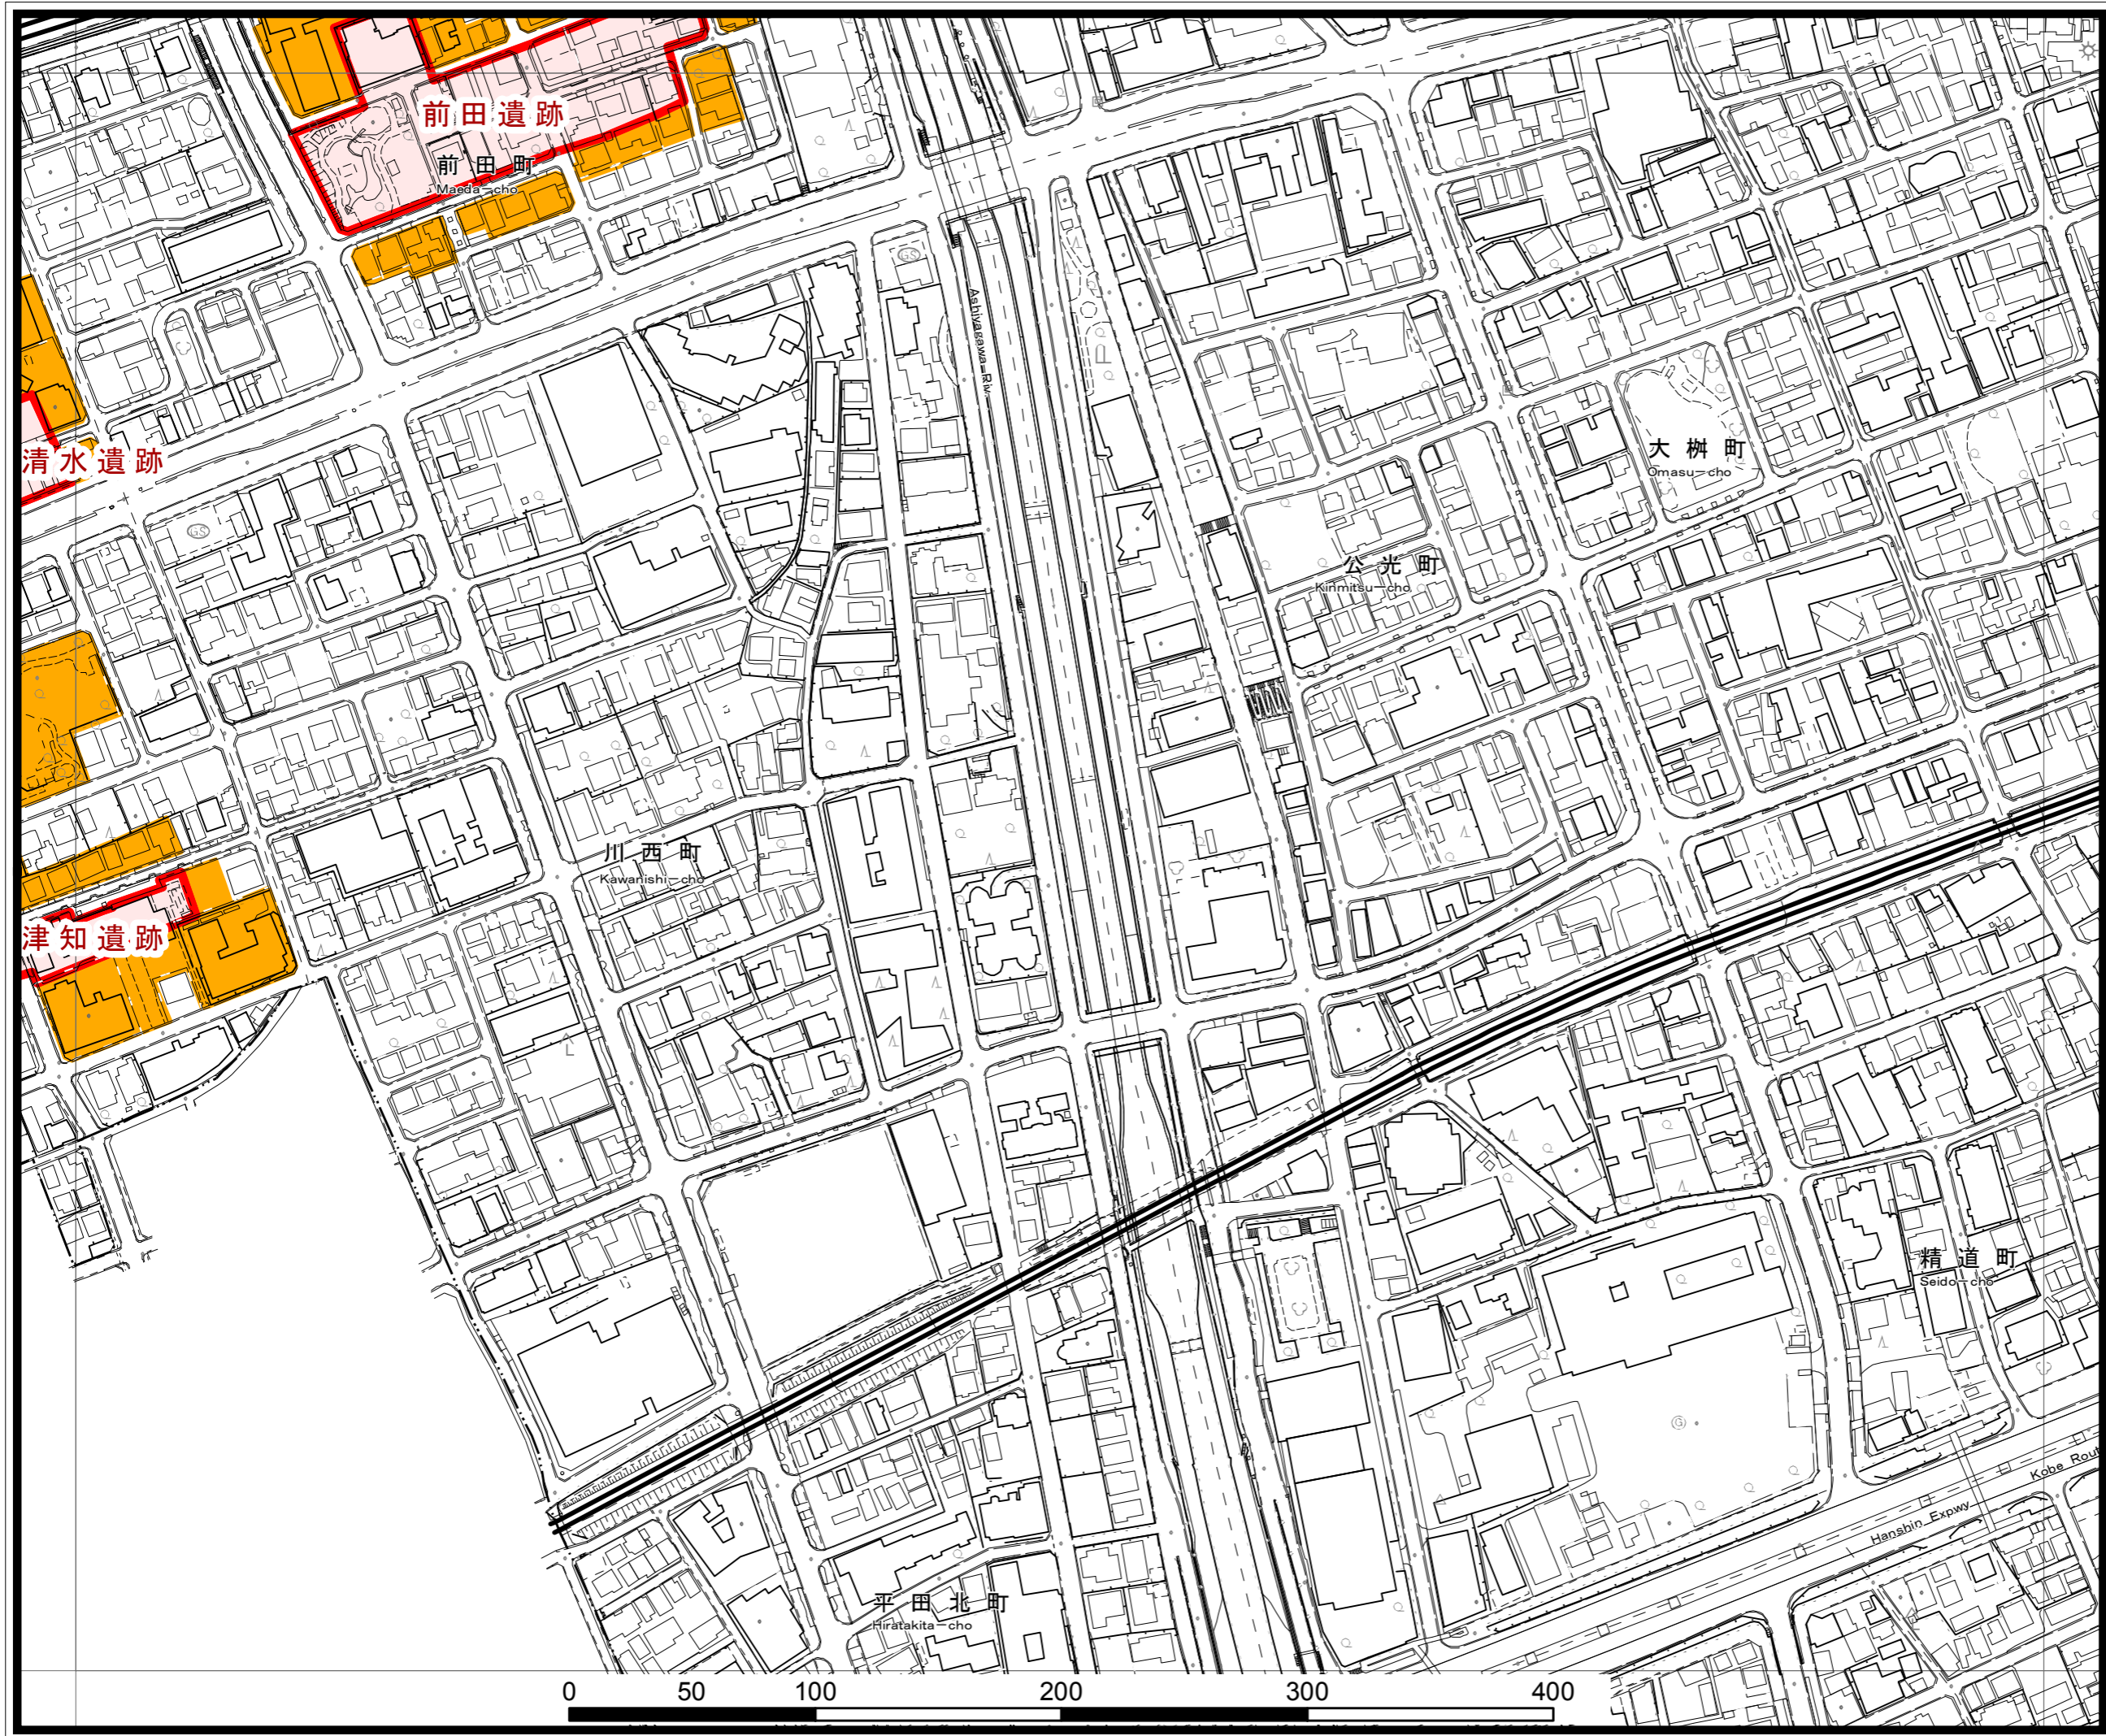 前田遺跡
前田町
Maeda-cho
GS
Ashiyagawa Riv
清水遺跡
大桝町
Omasu-cho
GS
公光町
Kinmitsu-cho
川西町
Kawanishi-cho
津知遺跡
精道町
Seido-cho
G
Kobe Rout
Hanshin Expwy
平田北町
Hiratakita-cho
0 50 100 200 300 400